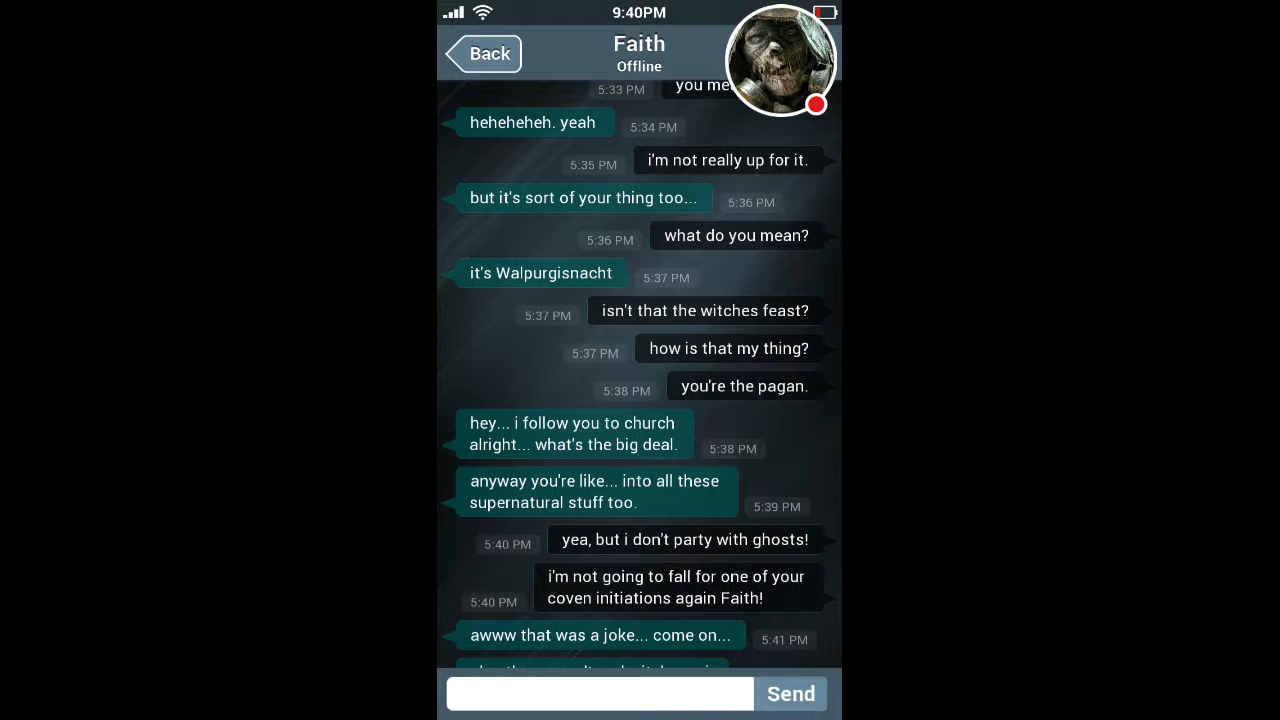 9:40PM
Back
Faith
Offline
5:33 PM
you
heheheheh. yeah
5:34 PM
5:35 PM
i'm not really up for it.
but it's sort of your thing too...
5:36 PM
5:36 PM
what do you mean?
it's Walpurgisnacht
5:37 PM
5:37 PM
isn't that the witches feast?
5:37 PM
how is that my thing?
5:38 PM
you're the pagan.
hey... i follow you to church
alright... what's the big deal.
5:38 PM
anyway you're like... into all these
supernatural stuff too.
5:39 PM
5:40 PM
yea, but i don't party with ghosts!
i'm not going to fall for one of your
coven initiations again Faith!
5:40 PM
awww that was a joke... come on...
5:41 PM
Send